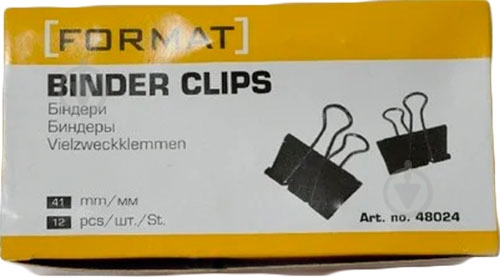 [FORMAT]
BINDER CLIPS
Біндери
Биндеры
Vielzweckklemmen
41 mm/мм
12 pcs/шт./St.
Art. no. 48024